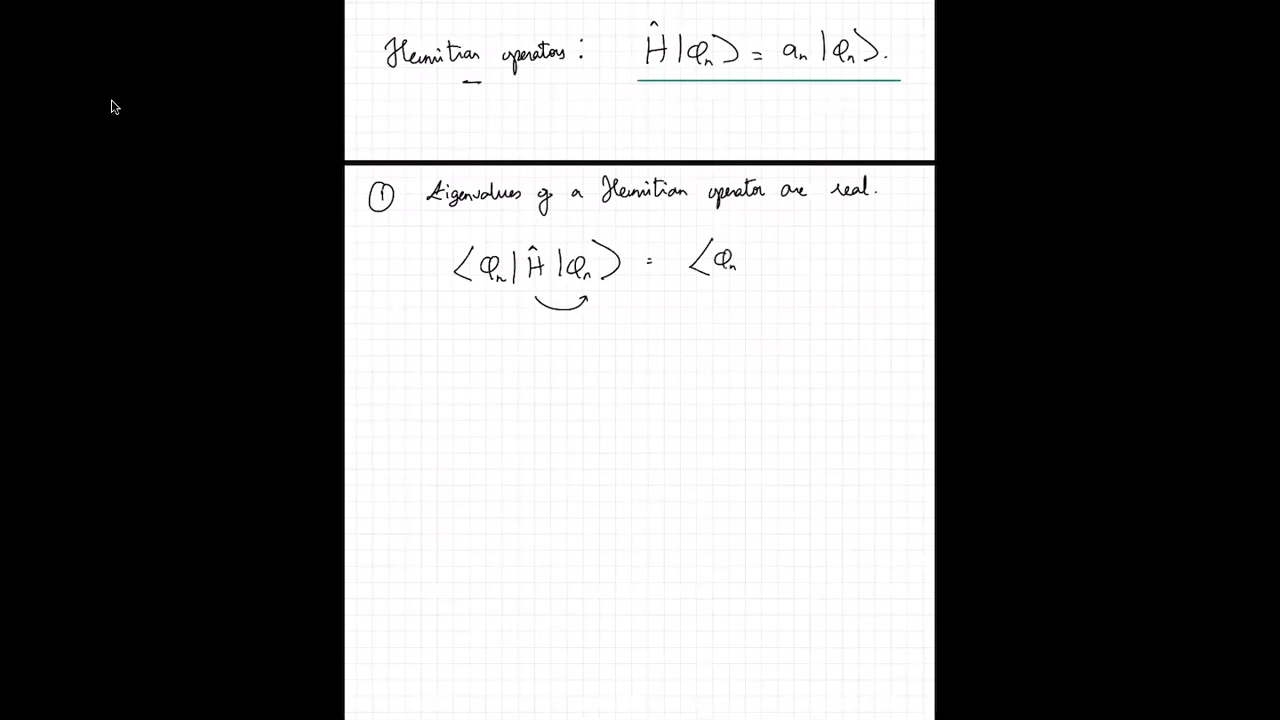 Hermitian operators : Ĥ|φₙ⟩ = aₙ|φₙ⟩.
① Eigenvalues of a Hermitian operator are real.
⟨φₙ|Ĥ|φₙ⟩ = ⟨φₙ